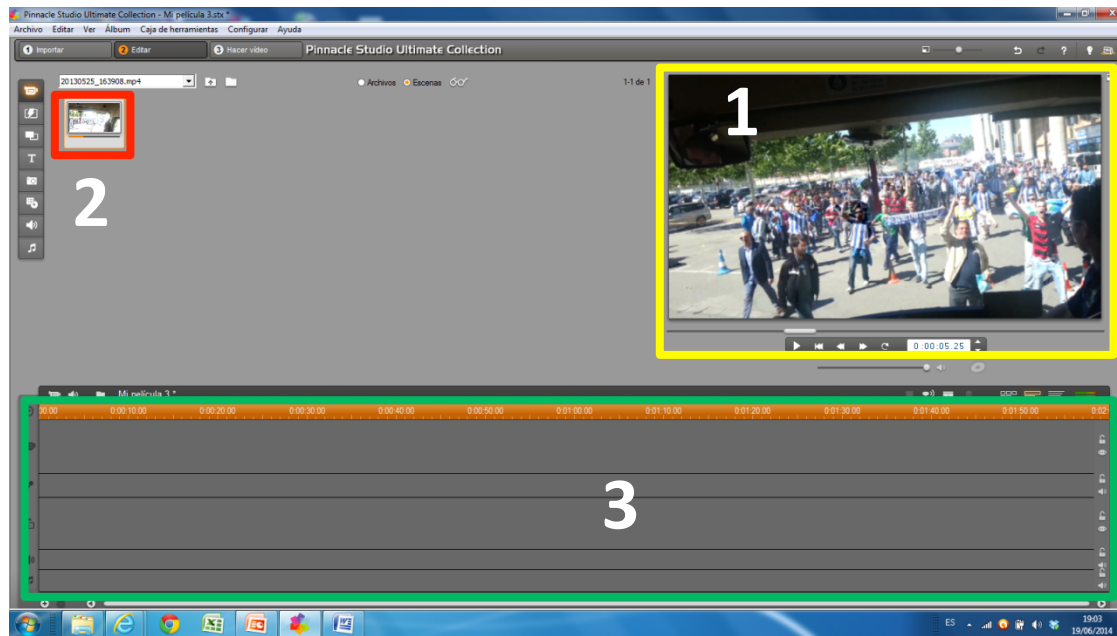 Pinnacle Studio Ultimate Collection - Mi película 3.stx *
Archivo Editar Ver Álbum Caja de herramientas Configurar Ayuda
1 Importar 2 Editar 3 Hacer vídeo Pinnacle Studio Ultimate Collection ?
20130525_163908.mp4 Archivos Escenas 1-1 de 1
T
1
2
0:00:05.25
Mi película 3 *
00.00 0:00:10.00 0:00:20.00 0:00:30.00 0:00:40.00 0:00:50.00 0:01:00.00 0:01:10.00 0:01:20.00 0:01:30.00 0:01:40.00 0:01:50.00 0:02
3
ES 19:03
19/06/2014